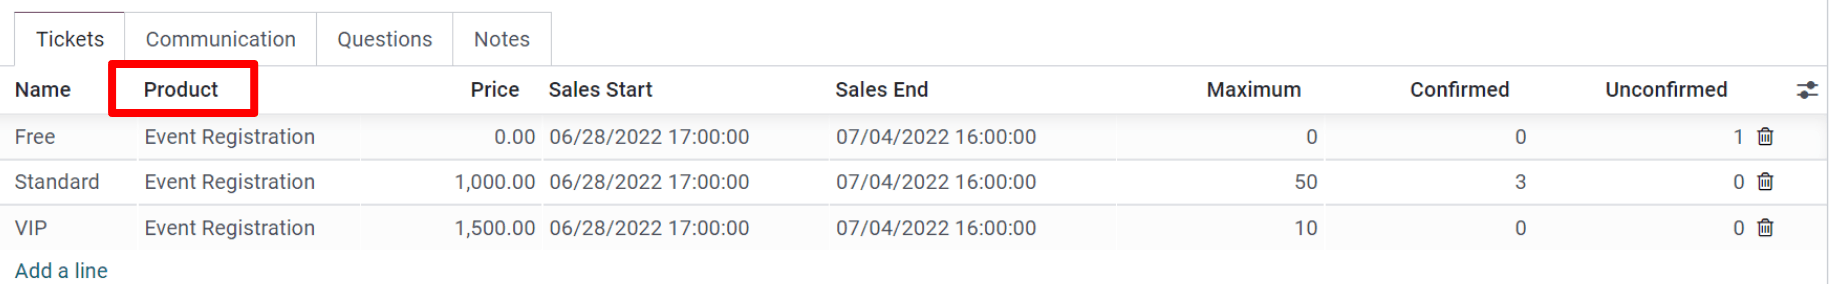 Tickets Communication Questions Notes
Name Product Price Sales Start Sales End Maximum Confirmed Unconfirmed
Free Event Registration 0.00 06/28/2022 17:00:00 07/04/2022 16:00:00 0 0 1
Standard Event Registration 1,000.00 06/28/2022 17:00:00 07/04/2022 16:00:00 50 3 0
VIP Event Registration 1,500.00 06/28/2022 17:00:00 07/04/2022 16:00:00 10 0 0
Add a line